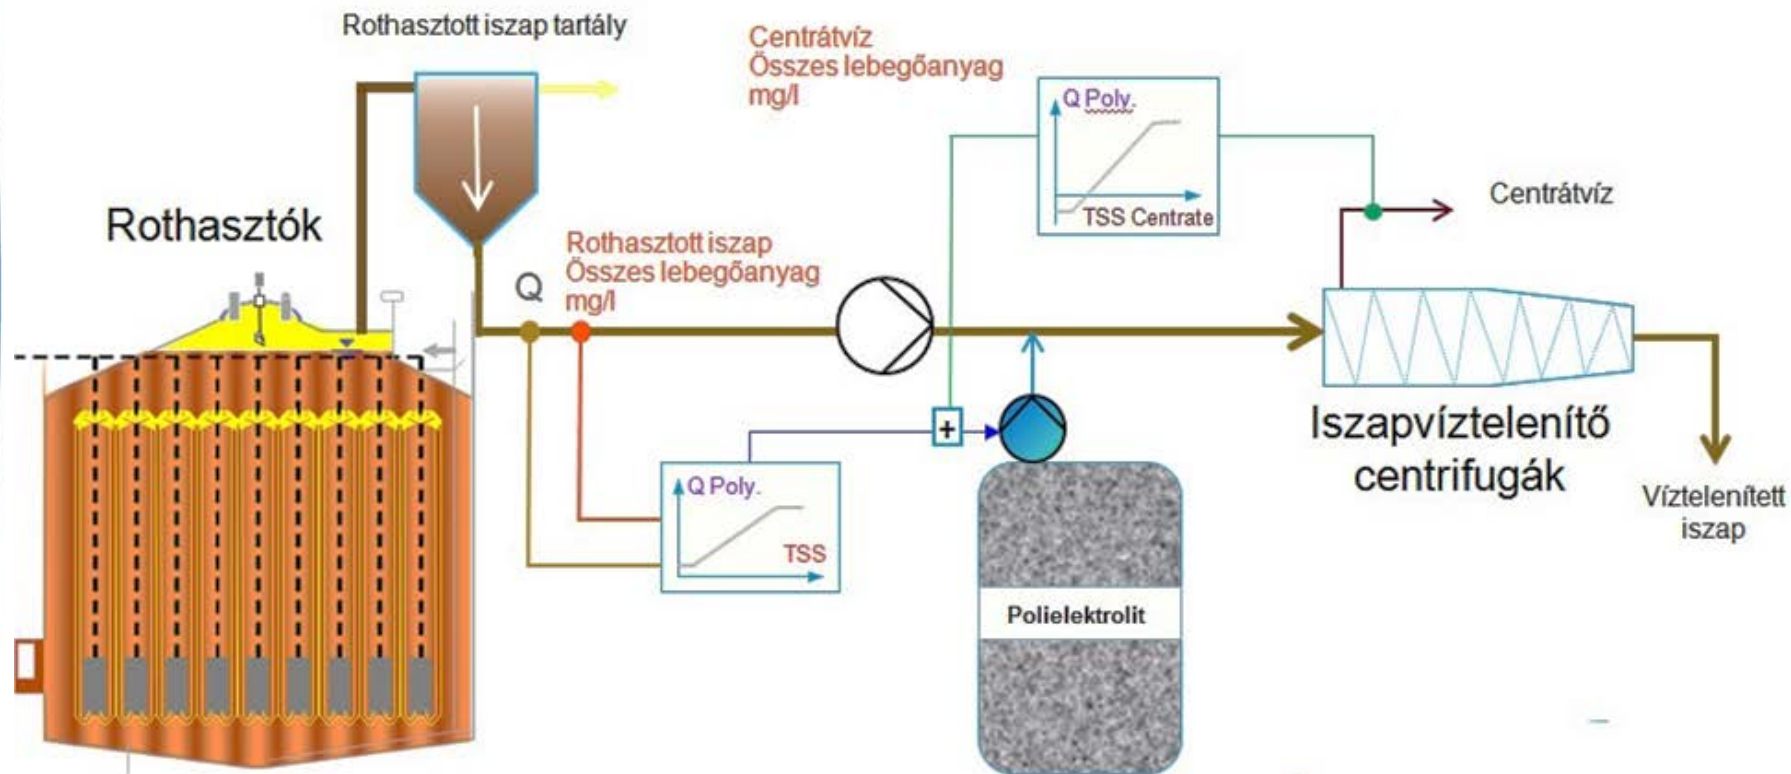 Rothasztott iszap tartály
Centrátvíz
Összes lebegőanyag
mg/l
Q Poly.
TSS Centrate
Centrátvíz
Rothasztók
Rothasztott iszap
Összes lebegőanyag
mg/l
Q
+
Iszapvíztelenítő
centrifugák
Q Poly.
TSS
Víztelenített
iszap
Polielektrolit